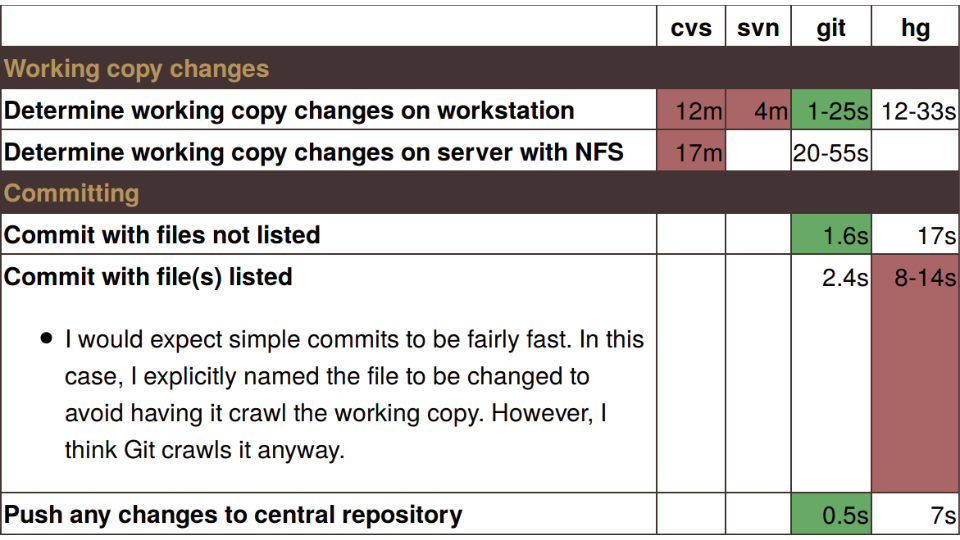 cvs svn git hg
Working copy changes
Determine working copy changes on workstation 12m 4m 1-25s 12-33s
Determine working copy changes on server with NFS 17m 20-55s
Committing
Commit with files not listed 1.6s 17s
Commit with file(s) listed 2.4s 8-14s
• I would expect simple commits to be fairly fast. In this
case, I explicitly named the file to be changed to
avoid having it crawl the working copy. However, I
think Git crawls it anyway.
Push any changes to central repository 0.5s 7s